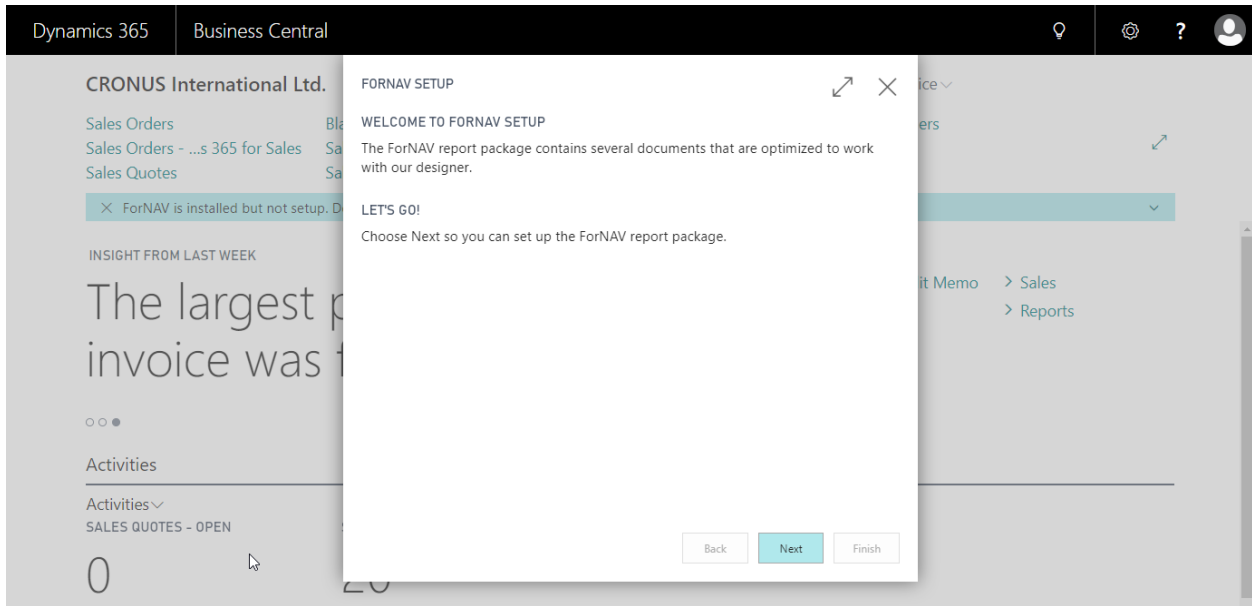 Dynamics 365
Business Central
?
CRONUS International Ltd.
ice
Sales Orders
Bla
ers
Sales Orders - ...s 365 for Sales
Sa
Sales Quotes
Sa
ForNAV is installed but not setup. D
INSIGHT FROM LAST WEEK
The largest p
invoice was f
it Memo
> Sales
> Reports
Activities
Activities
SALES QUOTES - OPEN
S
0
20
FORNAV SETUP
WELCOME TO FORNAV SETUP
The ForNAV report package contains several documents that are optimized to work
with our designer.
LET'S GO!
Choose Next so you can set up the ForNAV report package.
Back
Next
Finish